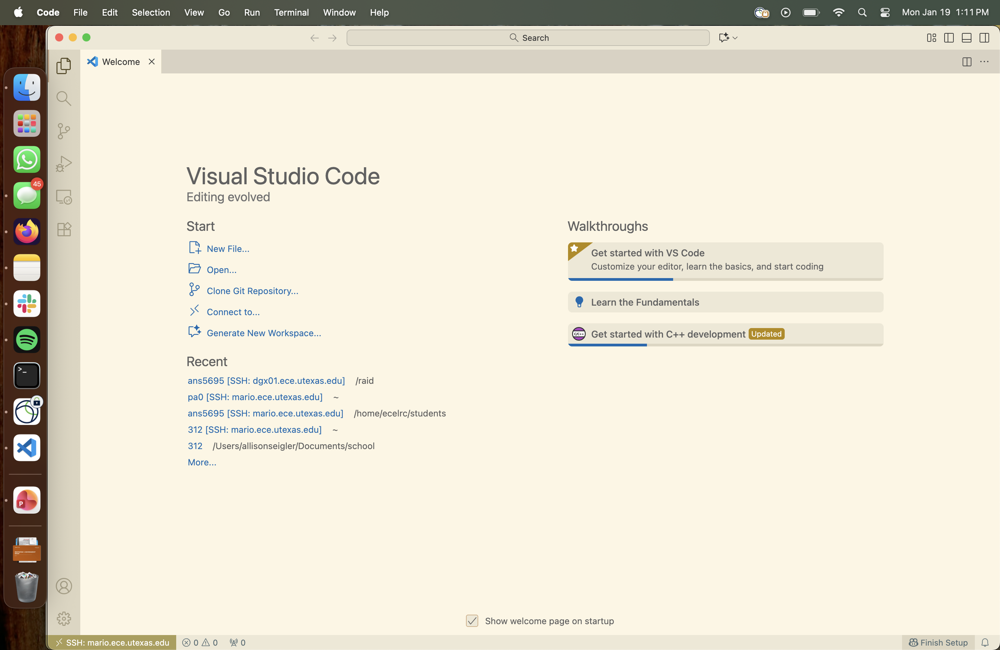 Code File Edit Selection View Go Run Terminal Window Help Mon Jan 19 1:11 PM
Search
Welcome
45
Visual Studio Code
Editing evolved
Start
New File...
Open...
Clone Git Repository...
Connect to...
Generate New Workspace...
Recent
ans5695 [SSH: dgx01.ece.utexas.edu] /raid
pa0 [SSH: mario.ece.utexas.edu] ~
ans5695 [SSH: mario.ece.utexas.edu] /home/ecelrc/students
312 [SSH: mario.ece.utexas.edu] ~
312 /Users/allisonseigler/Documents/school
More...
Walkthroughs
Get started with VS Code
Customize your editor, learn the basics, and start coding
Learn the Fundamentals
C/C++ Get started with C++ development Updated
>_
P
Show welcome page on startup
SSH: mario.ece.utexas.edu 0 0 0 Finish Setup